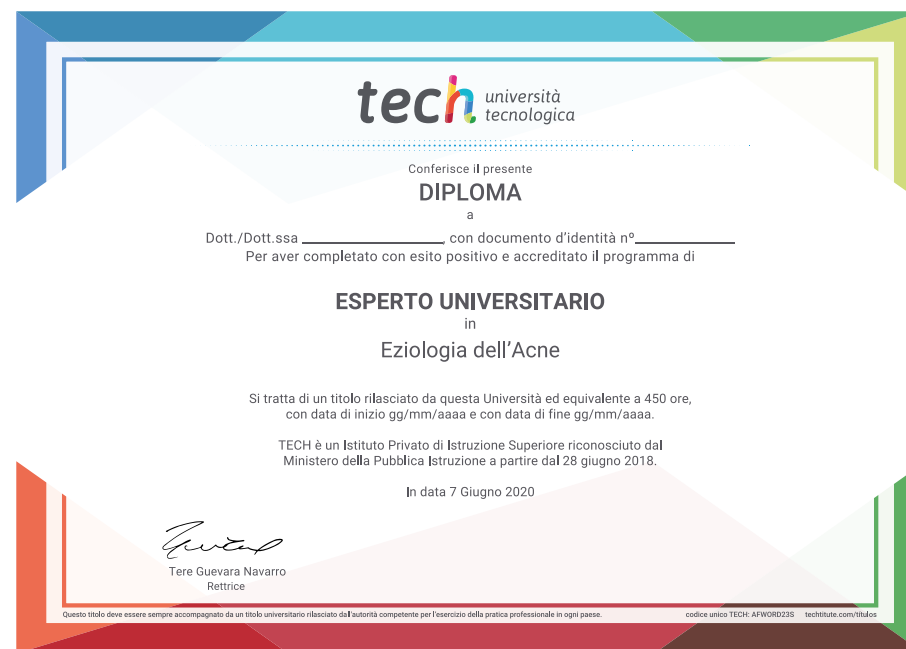 tech università
tecnologica
Conferisce il presente
DIPLOMA
a
Dott./Dott.ssa ____________, con documento d'identità nº____________
Per aver completato con esito positivo e accreditato il programma di
ESPERTO UNIVERSITARIO
in
Eziologia dell'Acne
Si tratta di un titolo rilasciato da questa Università ed equivalente a 450 ore,
con data di inizio gg/mm/aaaa e con data di fine gg/mm/aaaa.
TECH è un Istituto Privato di Istruzione Superiore riconosciuto dal
Ministero della Pubblica Istruzione a partire dal 28 giugno 2018.
In data 7 Giugno 2020
Tere Guevara Navarro
Rettrice
Questo titolo deve essere sempre accompagnato da un titolo universitario rilasciato dall'autorità competente per l'esercizio della pratica professionale in ogni paese. codice unico TECH: AFWORD23S techtitute.com/titulos